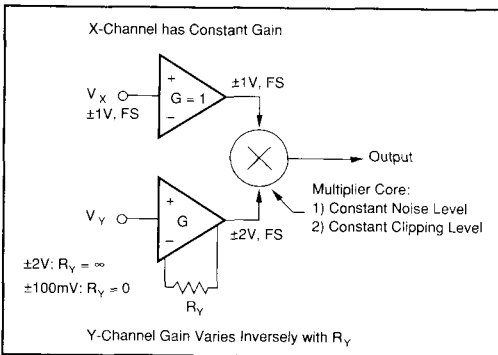 X-Channel has Constant Gain
+
V_X
G = 1
±1V, FS
±1V, FS
−
Output
Multiplier Core:
1) Constant Noise Level
2) Constant Clipping Level
+
V_Y
G
−
±2V, FS
±2V: R_Y = ∞
±100mV: R_Y = 0
R_Y
Y-Channel Gain Varies Inversely with R_Y